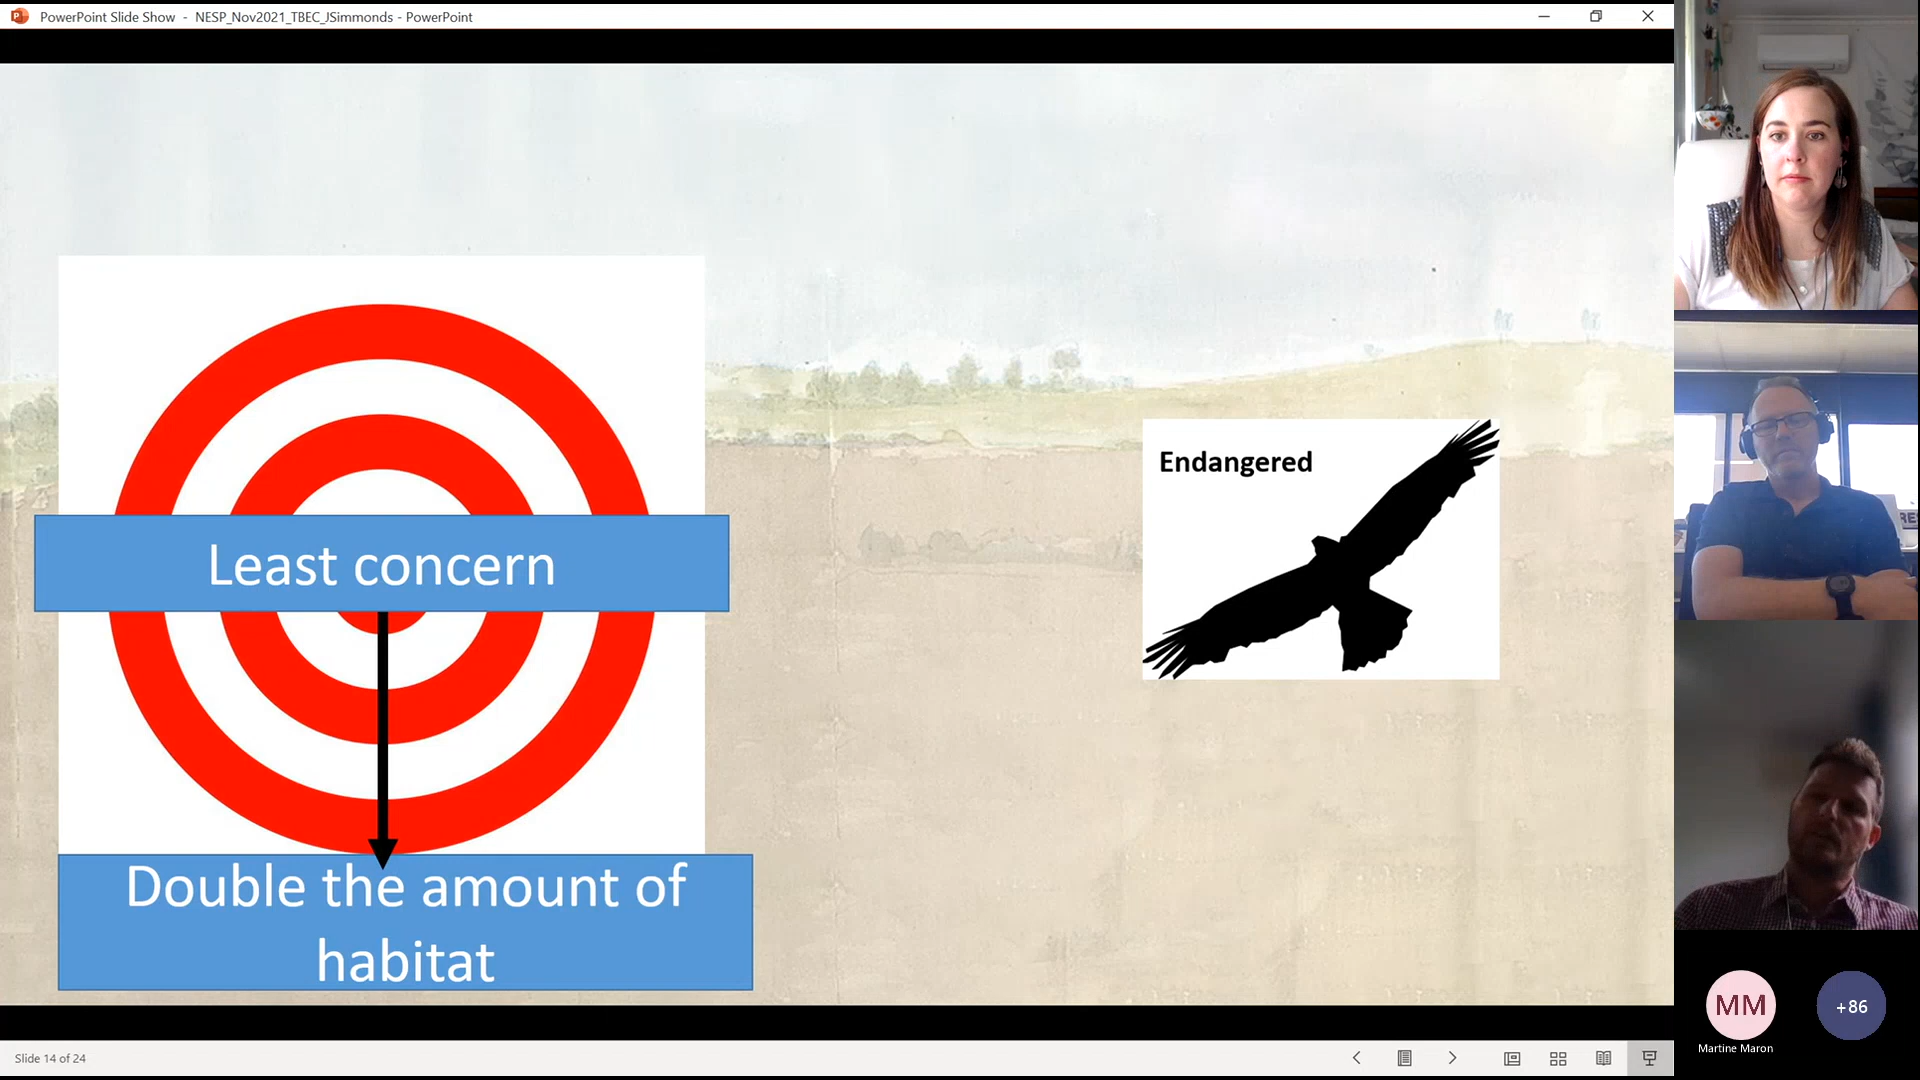 PowerPoint Slide Show - NESP_Nov2021_TBEC_JSimmonds - PowerPoint
Endangered
Least concern
Double the amount of
habitat
RES
MM
+86
Martine Maron
Slide 14 of 24